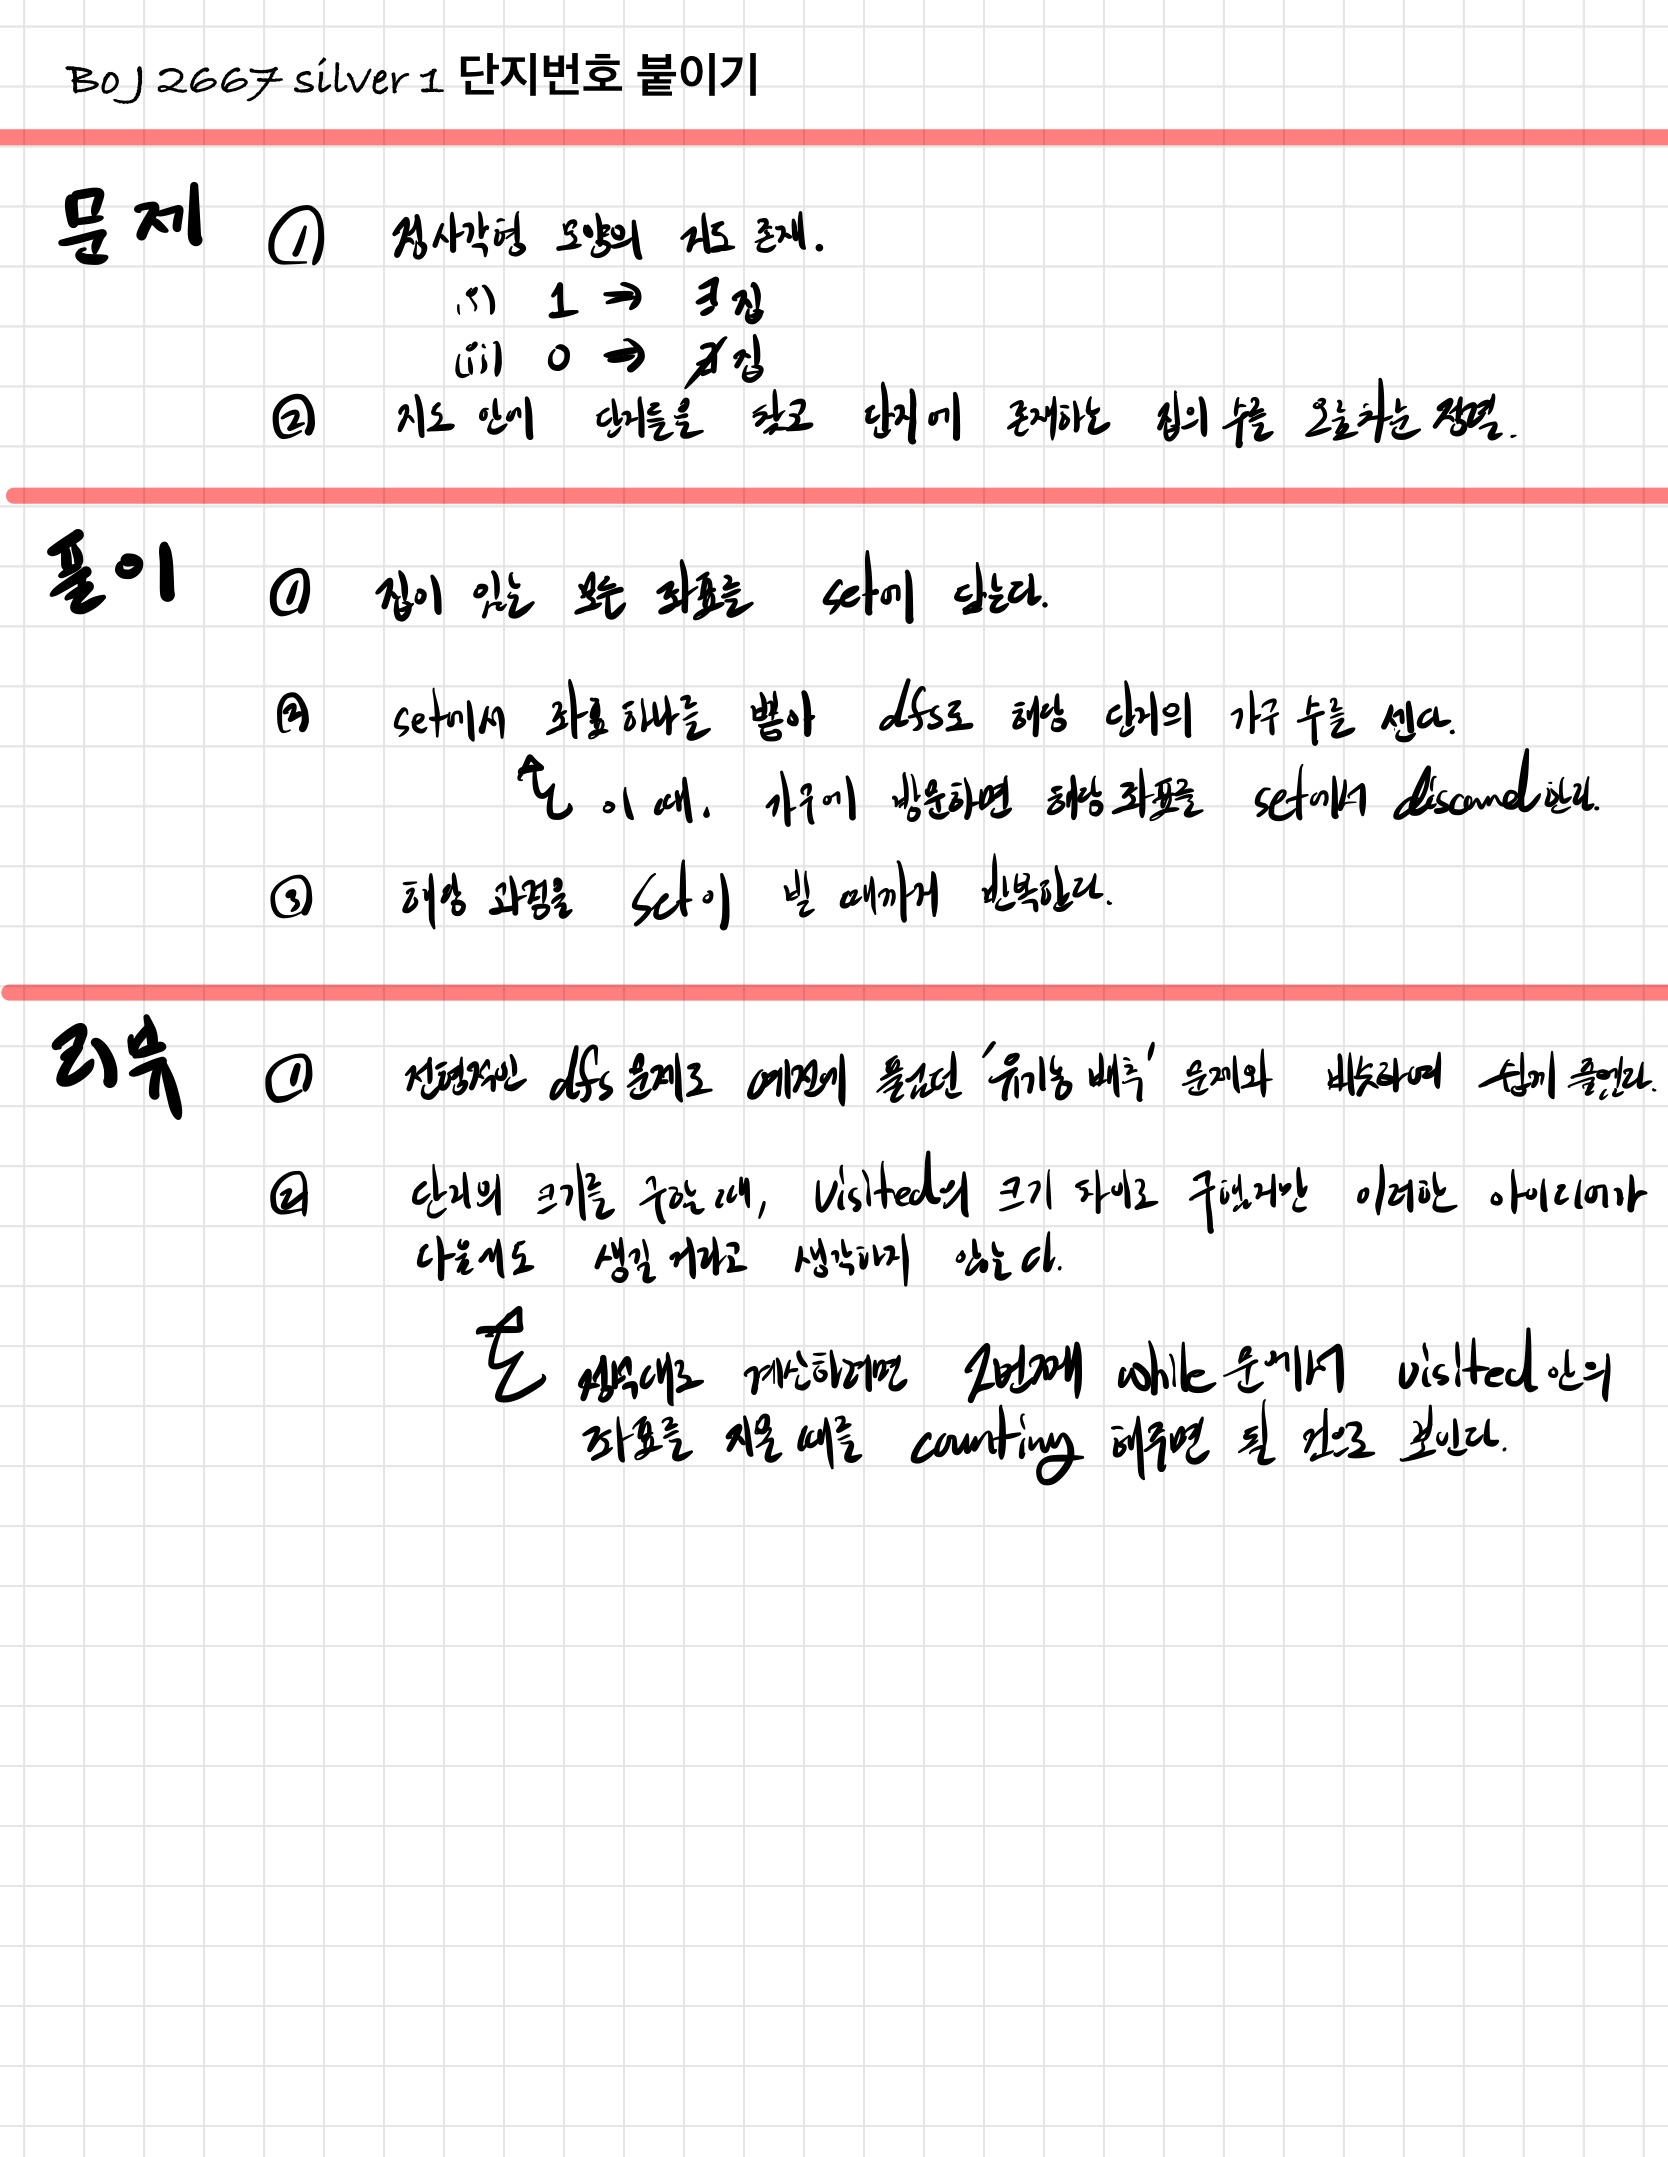 BOJ 2667 silver 1 단지번호 붙이기
문제 ① 정사각형 모양의 지도 존재.
i) 1 → ∃집
ii) 0 → ∄집
② 지도 안에 단지들을 찾고 단지에 존재하는 집의 수를 오름차순 정렬.
풀이 ① 집이 있는 모든 좌표를 set에 담는다.
② set에서 좌표 하나를 뽑아 dfs로 해당 단지의 가구 수를 센다.
이 때, 가구에 방문하면 해당 좌표를 set에서 discard한다.
③ 해당 과정을 set이 빌 때까지 반복한다.
리뷰 ① 전형적인 dfs 문제로 예전에 풀었던 '유기농 배추' 문제와 비슷하여 쉽게 풀었다.
② 단지의 크기를 구하는 때, visited의 크기 차이로 구했지만 이러한 아이디어가
다음에도 생길 거라고 생각하지 않는다.
정석대로 계산하려면 2번째 while 문에서 visited 안의
좌표를 지울 때를 counting 해주면 될 것으로 보인다.